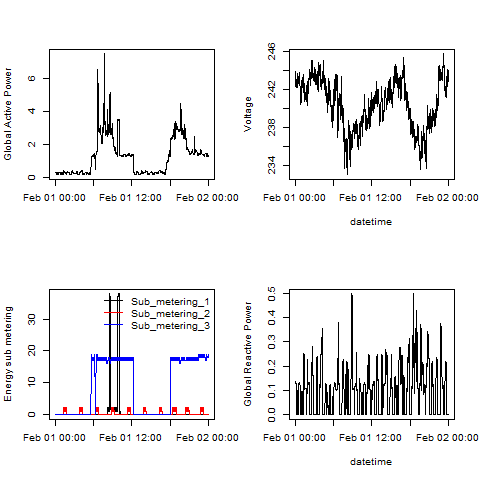 Global Active Power
6
4
2
0
Feb 01 00:00 Feb 01 12:00 Feb 02 00:00
Voltage
246
242
238
234
Feb 01 00:00 Feb 01 12:00 Feb 02 00:00
datetime
Energy sub metering
30
20
10
0
Sub_metering_1
Sub_metering_2
Sub_metering_3
Feb 01 00:00 Feb 01 12:00 Feb 02 00:00
Global Reactive Power
0.5
0.4
0.3
0.2
0.1
0.0
Feb 01 00:00 Feb 01 12:00 Feb 02 00:00
datetime